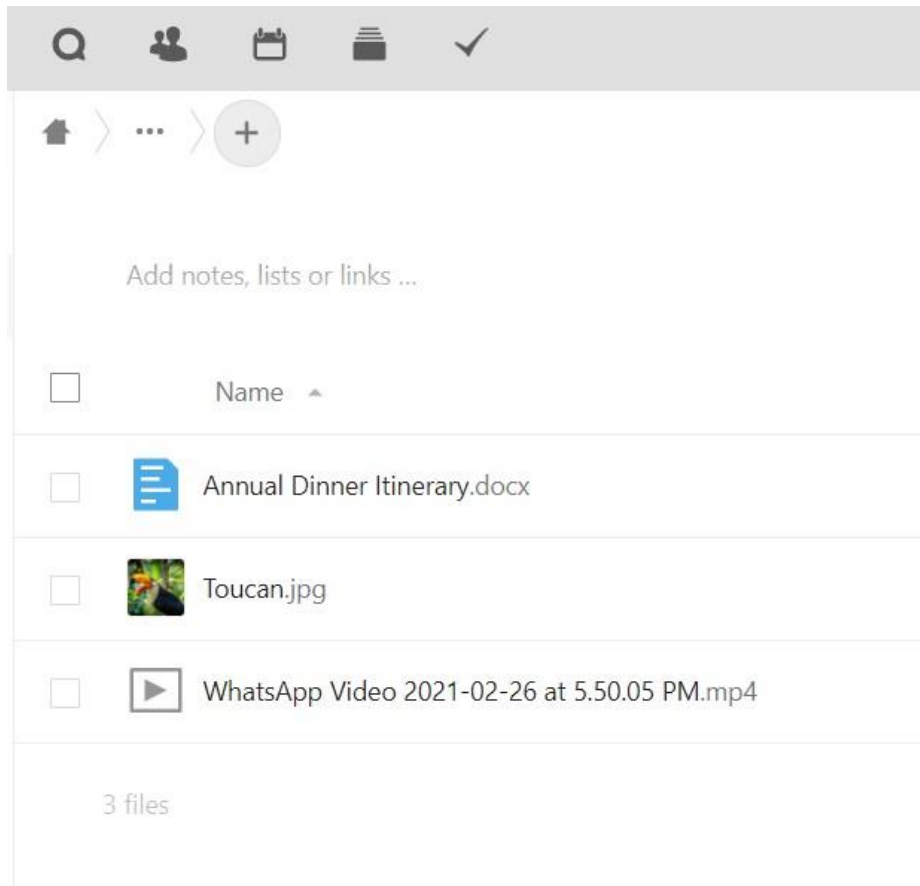 Add notes, lists or links ...
Name
Annual Dinner Itinerary.docx
Toucan.jpg
WhatsApp Video 2021-02-26 at 5.50.05 PM.mp4
3 files